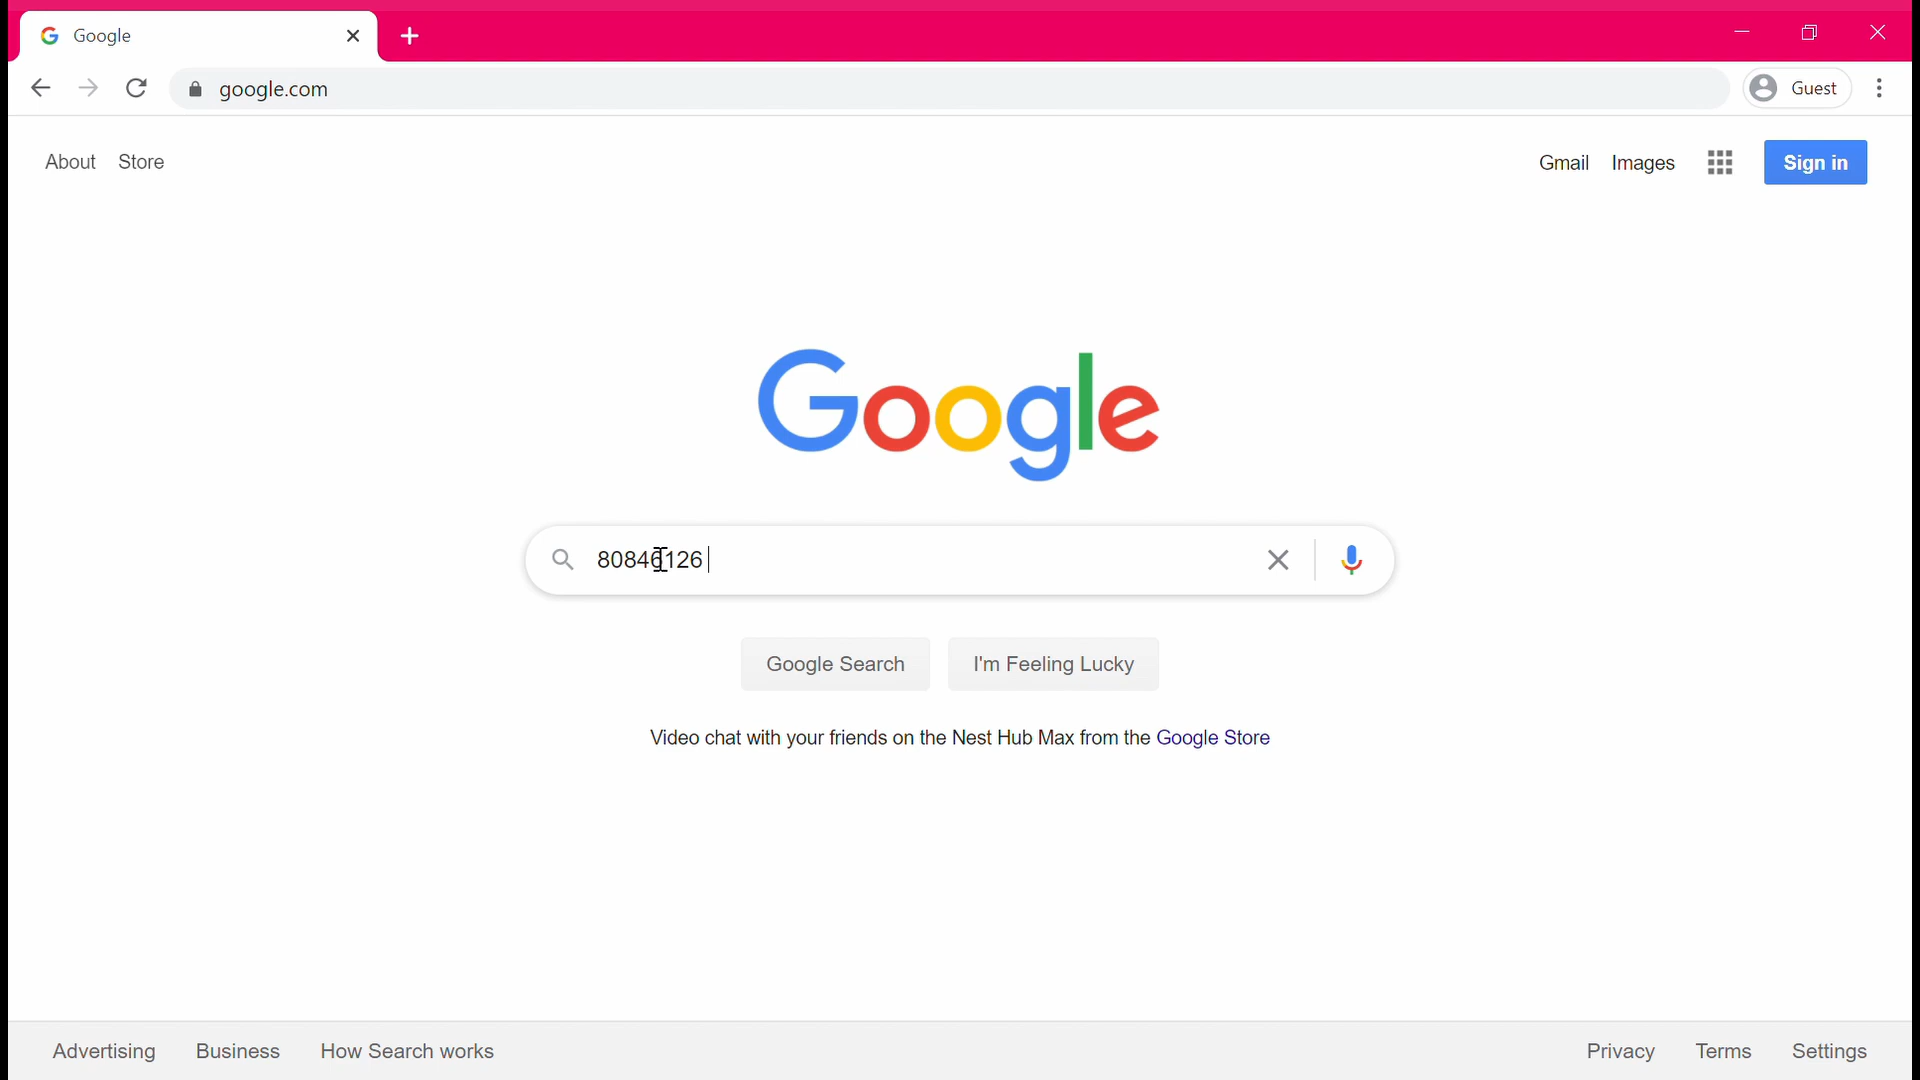 Google
google.com
Guest
About Store
Gmail Images Sign in
Google
80846126
Google Search I'm Feeling Lucky
Video chat with your friends on the Nest Hub Max from the Google Store
Advertising Business How Search works
Privacy Terms Settings